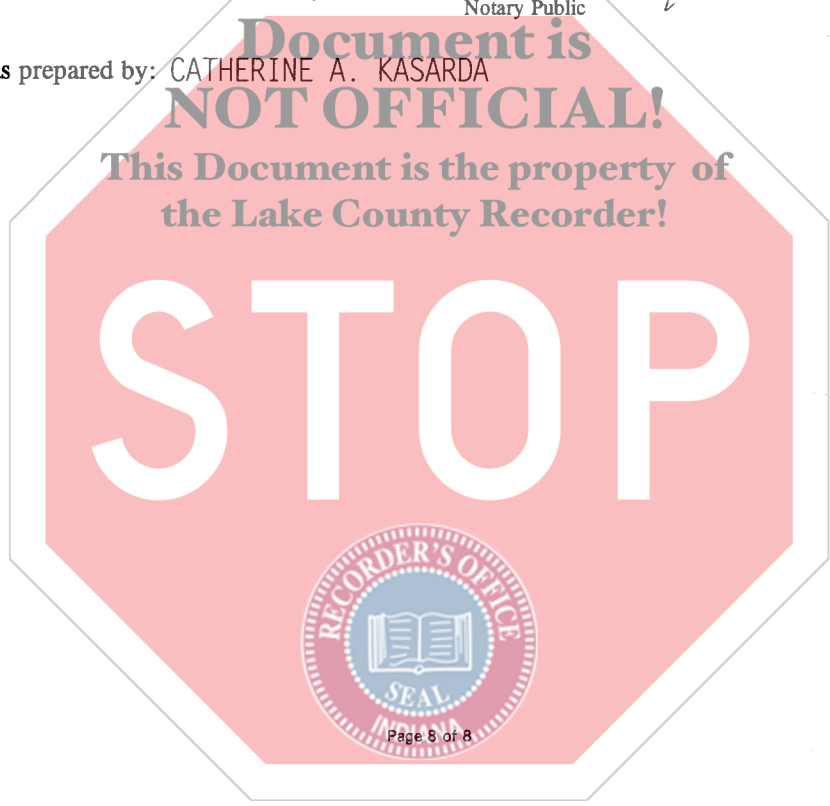 Notary Public
Document is
s prepared by: CATHERINE A. KASARDA
NOT OFFICIAL!
This Document is the property of
the Lake County Recorder!
STOP
RECORDER'S OFFICE
SEAL
INDIANA
Page 8 of 8